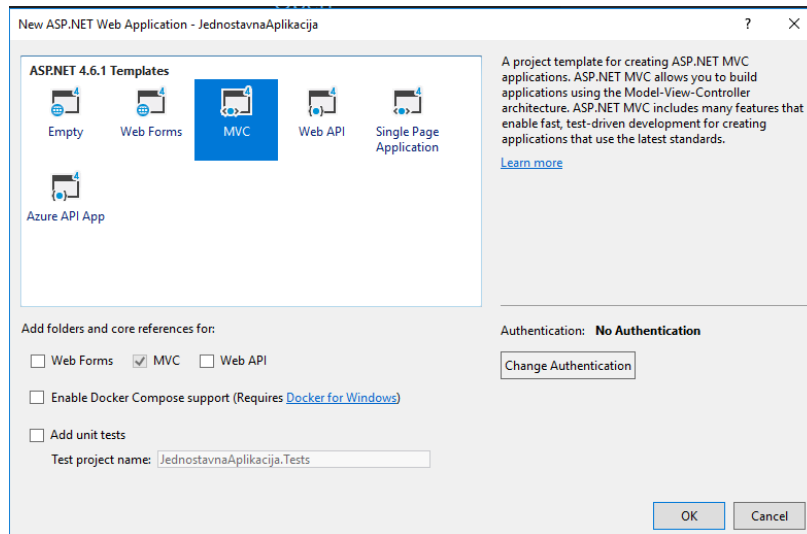 New ASP.NET Web Application - JednostavnaAplikacija
ASP.NET 4.6.1 Templates
Empty
Web Forms
MVC
Web API
Single Page
Application
Azure API App
A project template for creating ASP.NET MVC
applications. ASP.NET MVC allows you to build
applications using the Model-View-Controller
architecture. ASP.NET MVC includes many features that
enable fast, test-driven development for creating
applications that use the latest standards.
Learn more
Add folders and core references for:
Web Forms MVC Web API
Enable Docker Compose support (Requires Docker for Windows)
Add unit tests
Test project name: JednostavnaAplikacija.Tests
Authentication: No Authentication
Change Authentication
OK
Cancel